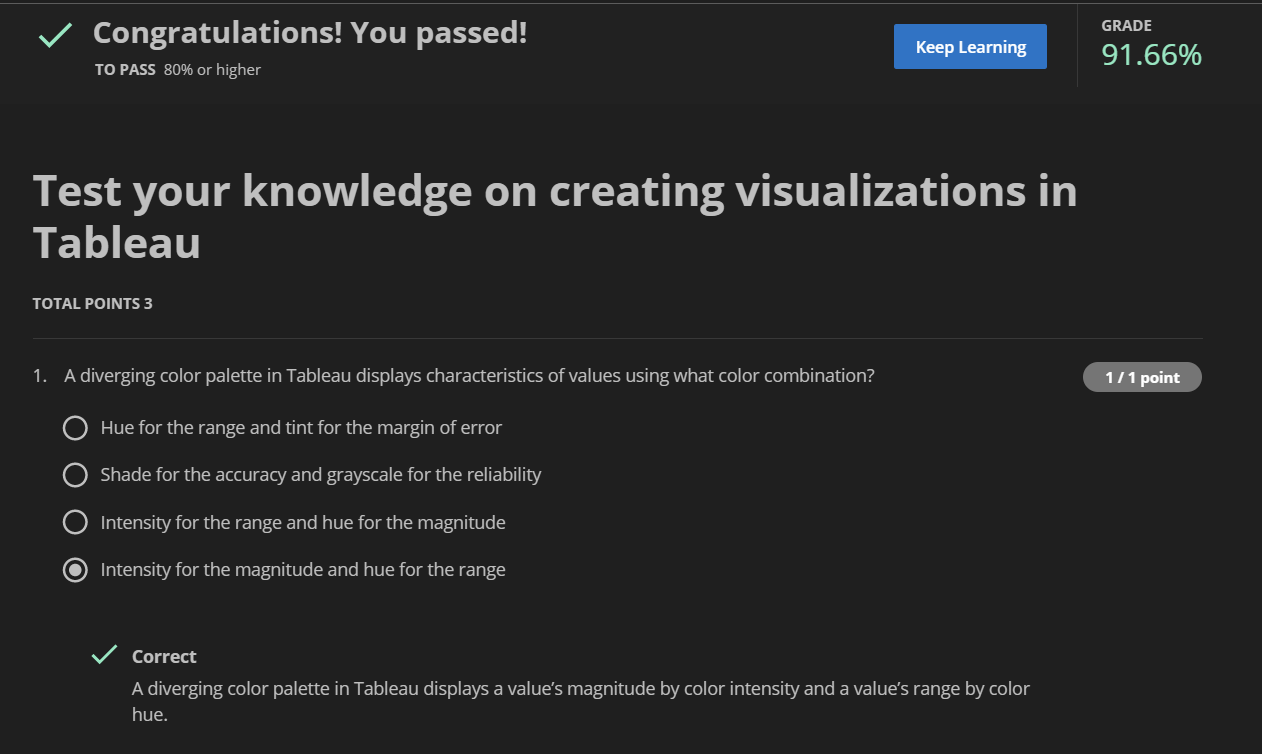 Congratulations! You passed!
TO PASS 80% or higher
Keep Learning
GRADE
91.66%
Test your knowledge on creating visualizations in
Tableau
TOTAL POINTS 3
1. A diverging color palette in Tableau displays characteristics of values using what color combination?
1 / 1 point
Hue for the range and tint for the margin of error
Shade for the accuracy and grayscale for the reliability
Intensity for the range and hue for the magnitude
Intensity for the magnitude and hue for the range
Correct
A diverging color palette in Tableau displays a value’s magnitude by color intensity and a value’s range by color
hue.